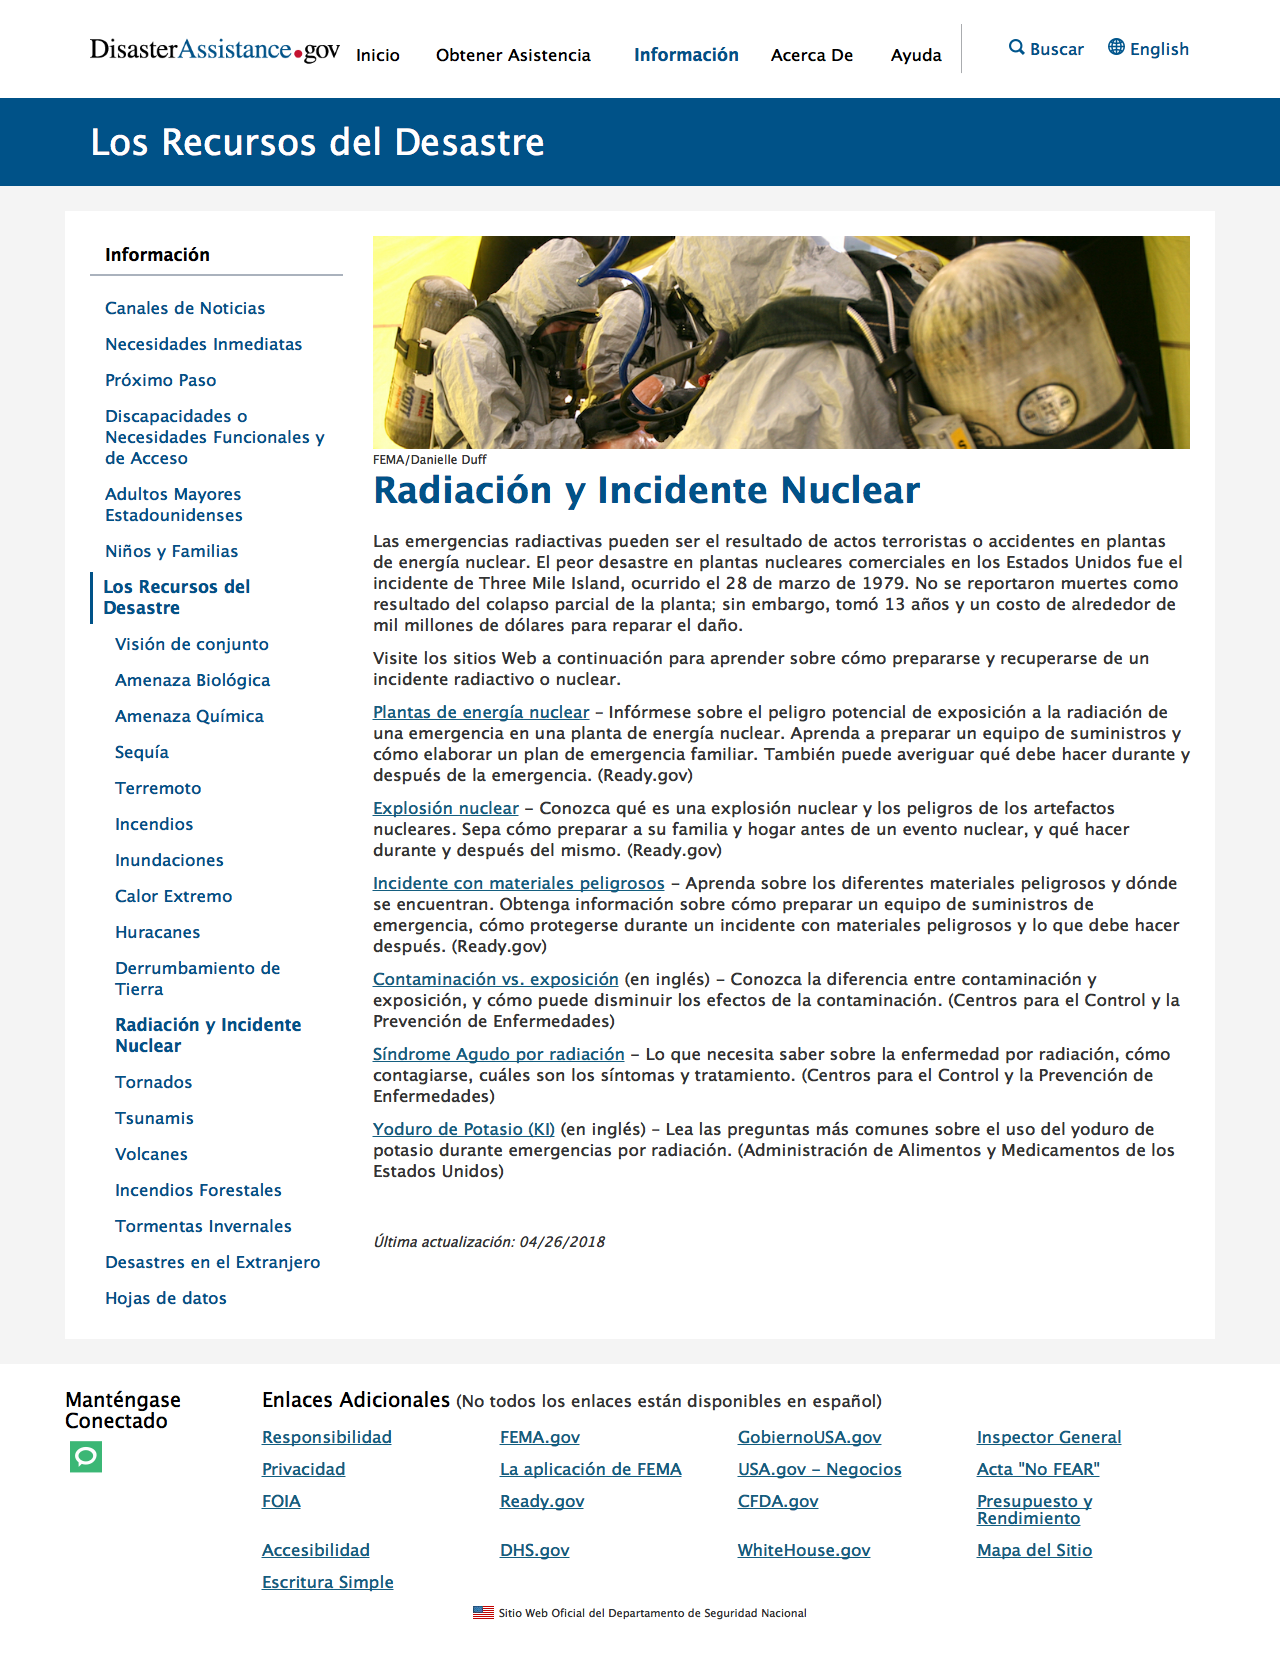 DisasterAssistance.gov
Inicio
Obtener Asistencia
Información
Acerca De
Ayuda
Buscar
English
Los Recursos del Desastre
Información
Canales de Noticias
Necesidades Inmediatas
Próximo Paso
Discapacidades o
Necesidades Funcionales y
de Acceso
Adultos Mayores
Estadounidenses
Niños y Familias
Los Recursos del
Desastre
Visión de conjunto
Amenaza Biológica
Amenaza Química
Sequía
Terremoto
Incendios
Inundaciones
Calor Extremo
Huracanes
Derrumbamiento de
Tierra
Radiación y Incidente
Nuclear
Tornados
Tsunamis
Volcanes
Incendios Forestales
Tormentas Invernales
Desastres en el Extranjero
Hojas de datos
FEMA/Danielle Duff
Radiación y Incidente Nuclear
Las emergencias radiactivas pueden ser el resultado de actos terroristas o accidentes en plantas
de energía nuclear. El peor desastre en plantas nucleares comerciales en los Estados Unidos fue el
incidente de Three Mile Island, ocurrido el 28 de marzo de 1979. No se reportaron muertes como
resultado del colapso parcial de la planta; sin embargo, tomó 13 años y un costo de alrededor de
mil millones de dólares para reparar el daño.
Visite los sitios Web a continuación para aprender sobre cómo prepararse y recuperarse de un
incidente radiactivo o nuclear.
Plantas de energía nuclear – Infórmese sobre el peligro potencial de exposición a la radiación de
una emergencia en una planta de energía nuclear. Aprenda a preparar un equipo de suministros y
cómo elaborar un plan de emergencia familiar. También puede averiguar qué debe hacer durante y
después de la emergencia. (Ready.gov)
Explosión nuclear – Conozca qué es una explosión nuclear y los peligros de los artefactos
nucleares. Sepa cómo preparar a su familia y hogar antes de un evento nuclear, y qué hacer
durante y después del mismo. (Ready.gov)
Incidente con materiales peligrosos – Aprenda sobre los diferentes materiales peligrosos y dónde
se encuentran. Obtenga información sobre cómo preparar un equipo de suministros de
emergencia, cómo protegerse durante un incidente con materiales peligrosos y lo que debe hacer
después. (Ready.gov)
Contaminación vs. exposición (en inglés) – Conozca la diferencia entre contaminación y
exposición, y cómo puede disminuir los efectos de la contaminación. (Centros para el Control y la
Prevención de Enfermedades)
Síndrome Agudo por radiación – Lo que necesita saber sobre la enfermedad por radiación, cómo
contagiarse, cuáles son los síntomas y tratamiento. (Centros para el Control y la Prevención de
Enfermedades)
Yoduro de Potasio (KI) (en inglés) – Lea las preguntas más comunes sobre el uso del yoduro de
potasio durante emergencias por radiación. (Administración de Alimentos y Medicamentos de los
Estados Unidos)
Última actualización: 04/26/2018
Manténgase
Conectado
Enlaces Adicionales (No todos los enlaces están disponibles en español)
Responsibilidad
FEMA.gov
GobiernoUSA.gov
Inspector General
Privacidad
La aplicación de FEMA
USA.gov – Negocios
Acta "No FEAR"
FOIA
Ready.gov
CFDA.gov
Presupuesto y
Rendimiento
Accesibilidad
DHS.gov
WhiteHouse.gov
Mapa del Sitio
Escritura Simple
Sitio Web Oficial del Departamento de Seguridad Nacional